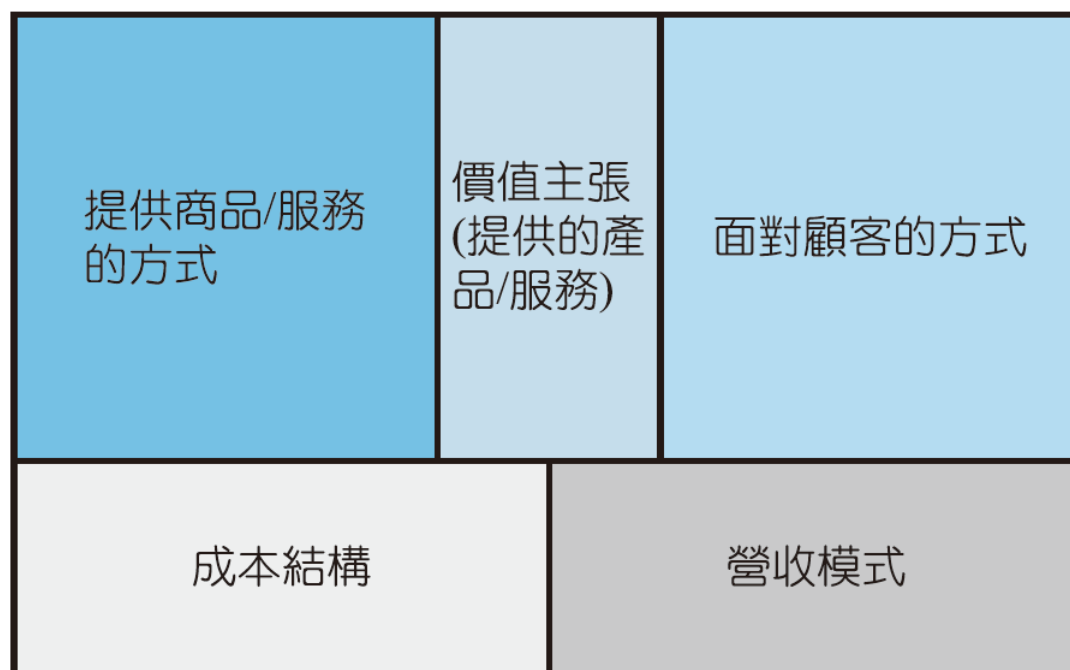 提供商品/服務
的方式
價值主張
(提供的產
品/服務)
面對顧客的方式
成本結構
營收模式